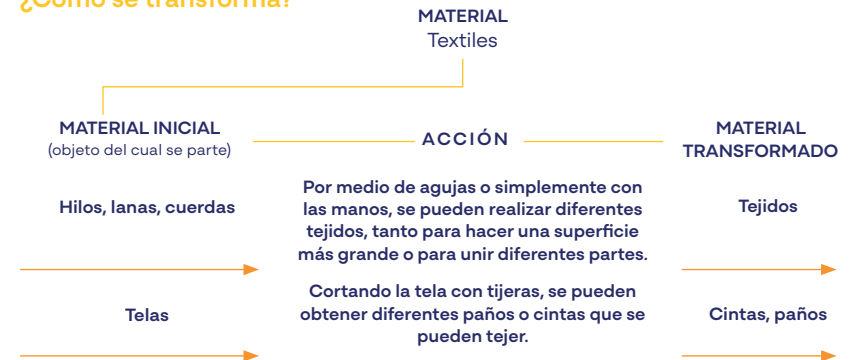 ¿Cómo se transforma?
MATERIAL
Textiles
MATERIAL INICIAL
(objeto del cual se parte)
ACCIÓN
MATERIAL
TRANSFORMADO
Hilos, lanas, cuerdas
Por medio de agujas o simplemente con
las manos, se pueden realizar diferentes
tejidos, tanto para hacer una superficie
más grande o para unir diferentes partes.
Tejidos
Telas
Cortando la tela con tijeras, se pueden
obtener diferentes paños o cintas que se
pueden tejer.
Cintas, paños